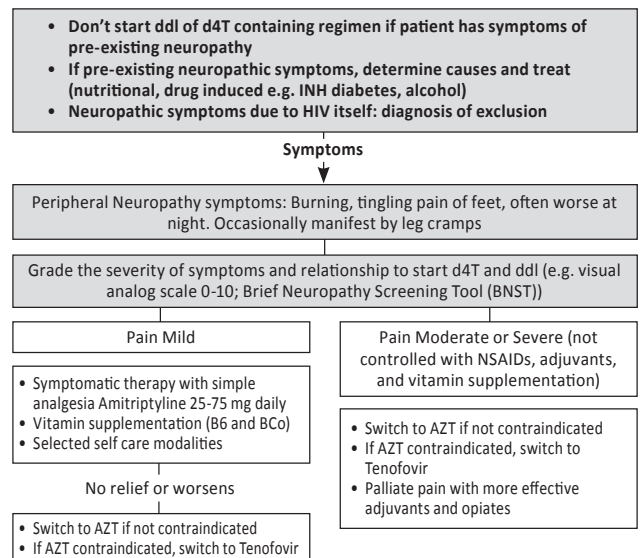 • Don't start ddl of d4T containing regimen if patient has symptoms of
pre-existing neuropathy
• If pre-existing neuropathic symptoms, determine causes and treat
(nutritional, drug induced e.g. INH diabetes, alcohol)
• Neuropathic symptoms due to HIV itself: diagnosis of exclusion
Symptoms
Peripheral Neuropathy symptoms: Burning, tingling pain of feet, often worse at
night. Occasionally manifest by leg cramps
Grade the severity of symptoms and relationship to start d4T and ddl (e.g. visual
analog scale 0-10; Brief Neuropathy Screening Tool (BNST))
Pain Mild
• Symptomatic therapy with simple
analgesia Amitriptyline 25-75 mg daily
• Vitamin supplementation (B6 and BCo)
• Selected self care modalities
No relief or worsens
• Switch to AZT if not contraindicated
• If AZT contraindicated, switch to Tenofovir
Pain Moderate or Severe (not
controlled with NSAIDs, adjuvants,
and vitamin supplementation)
• Switch to AZT if not contraindicated
• If AZT contraindicated, switch to
Tenofovir
• Palliate pain with more effective
adjuvants and opiates